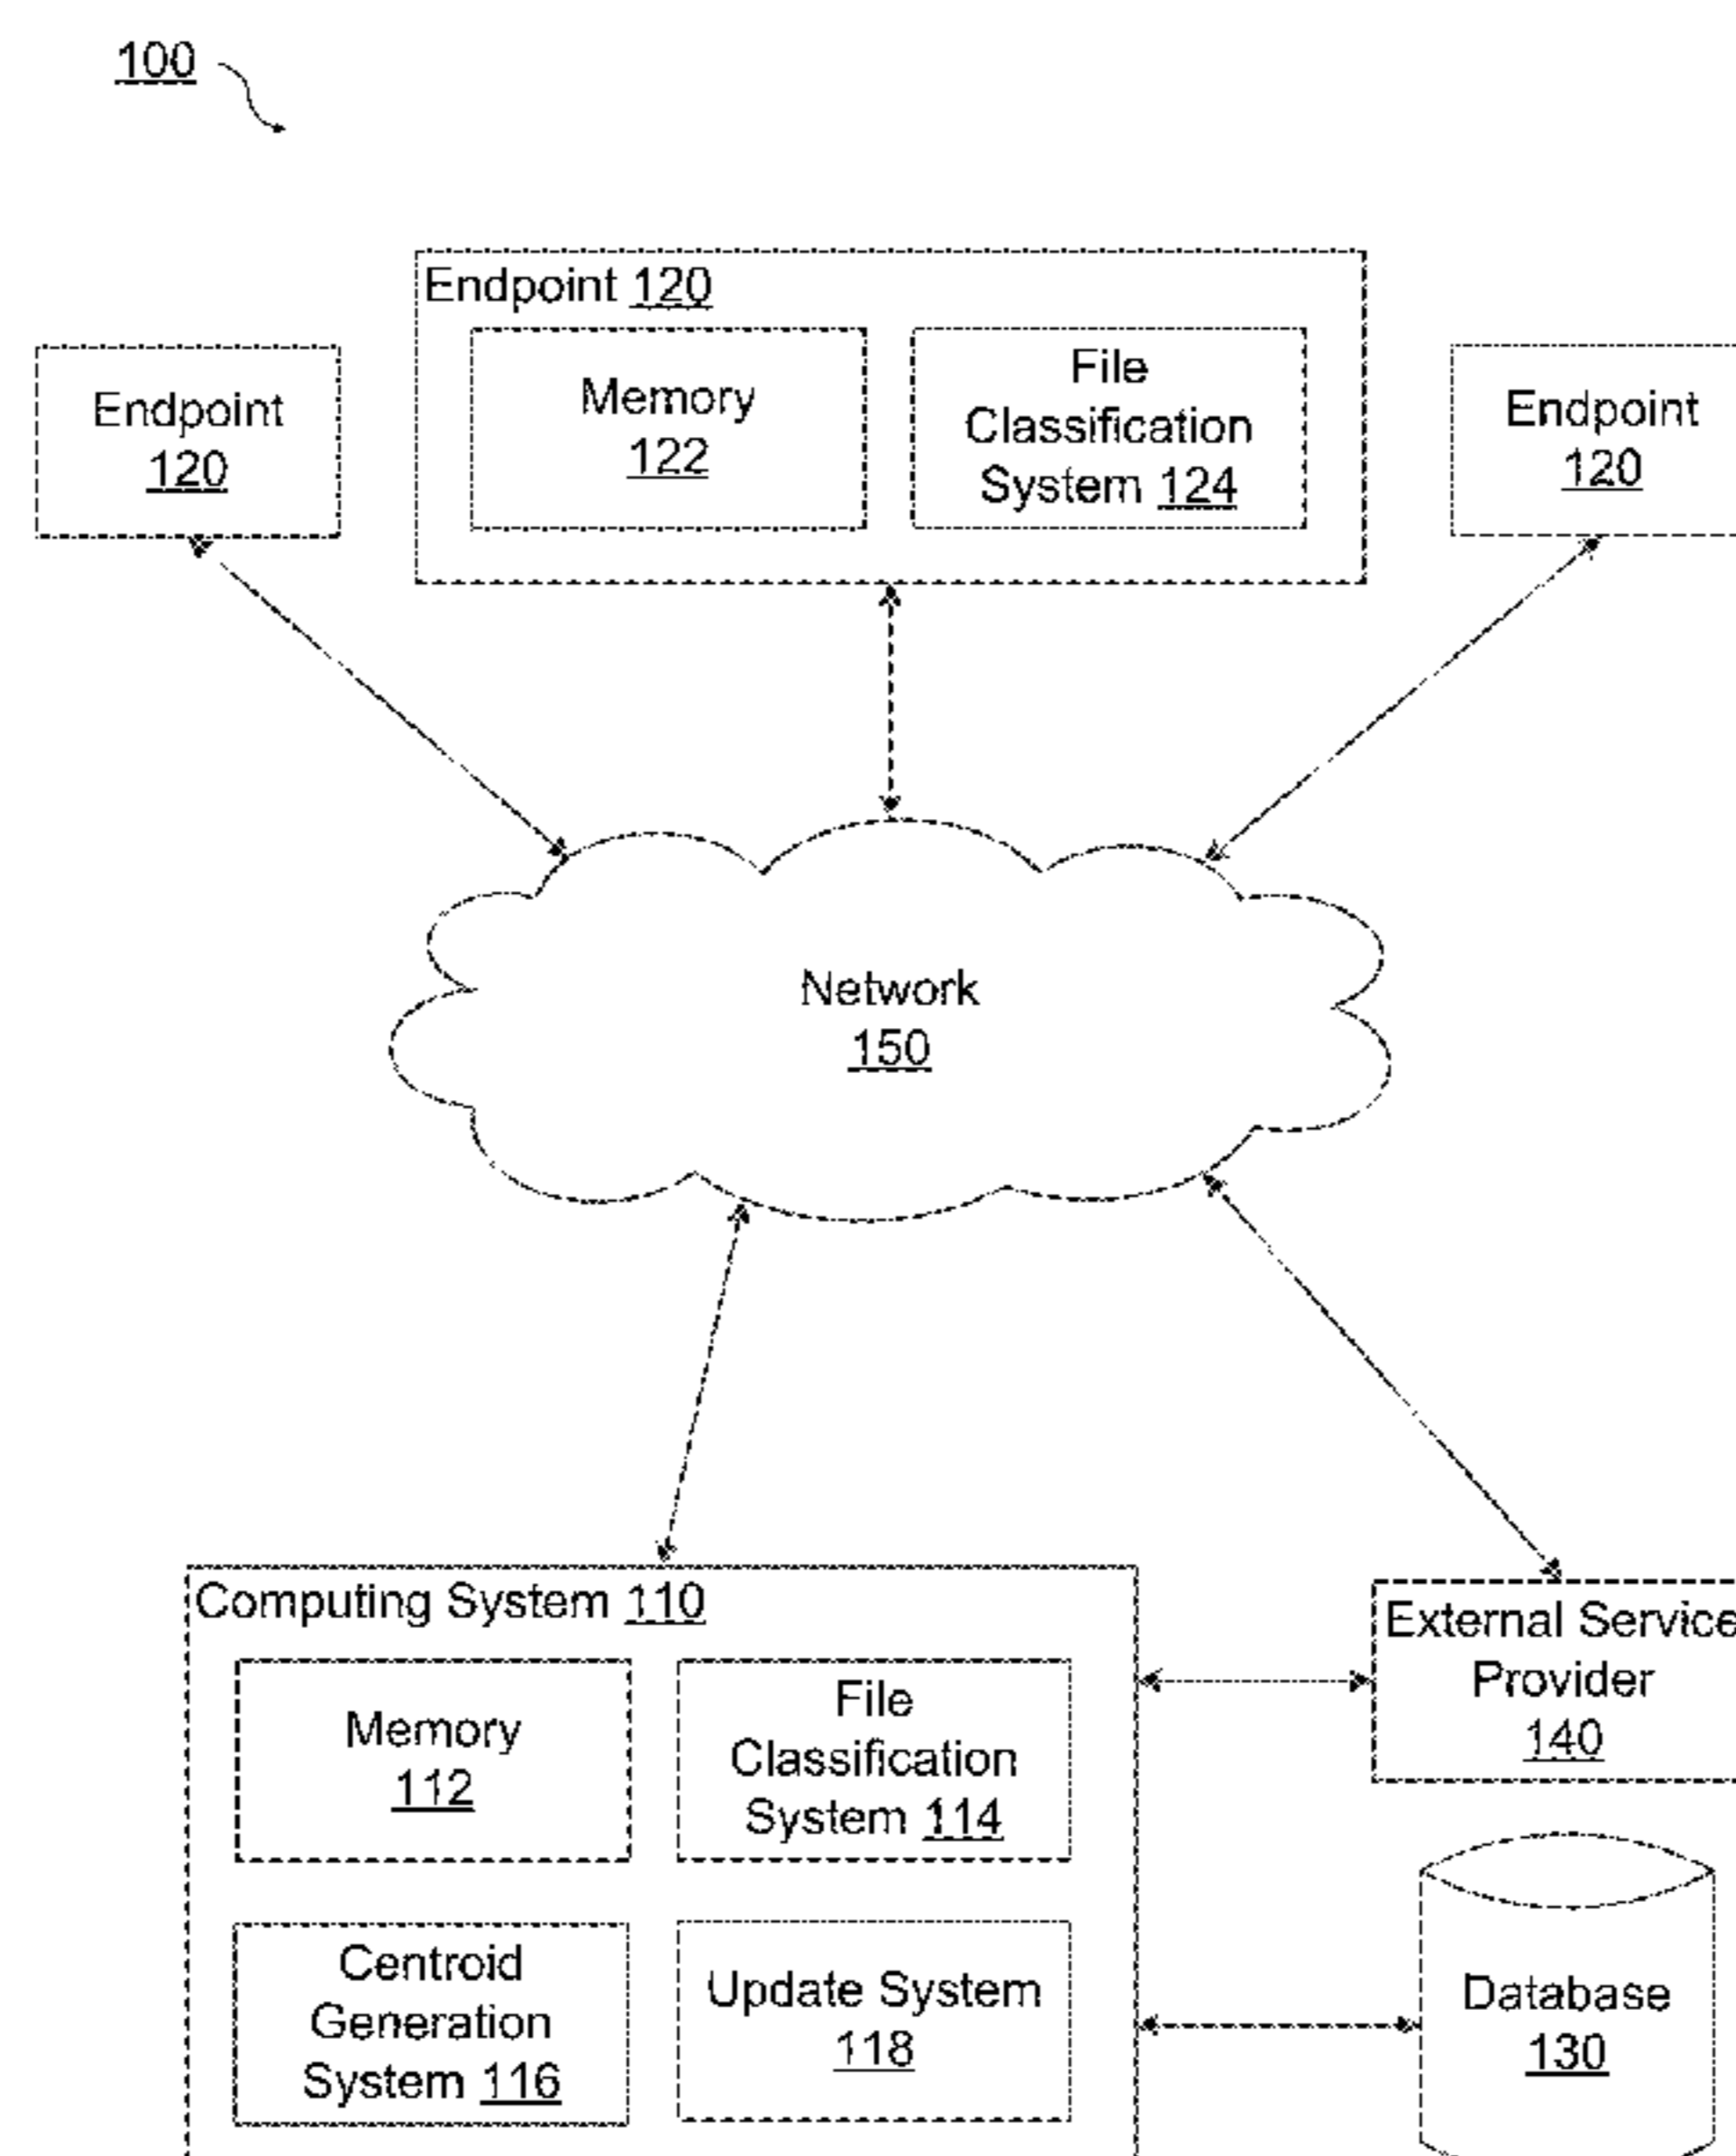 100
Endpoint 120
Memory
122
File
Classification
System 124
Endpoint
120
Endpoint
120
Network
150
Computing System 110
Memory
112
File
Classification
System 114
Centroid
Generation
System 116
Update System
118
External Service
Provider
140
Database
130